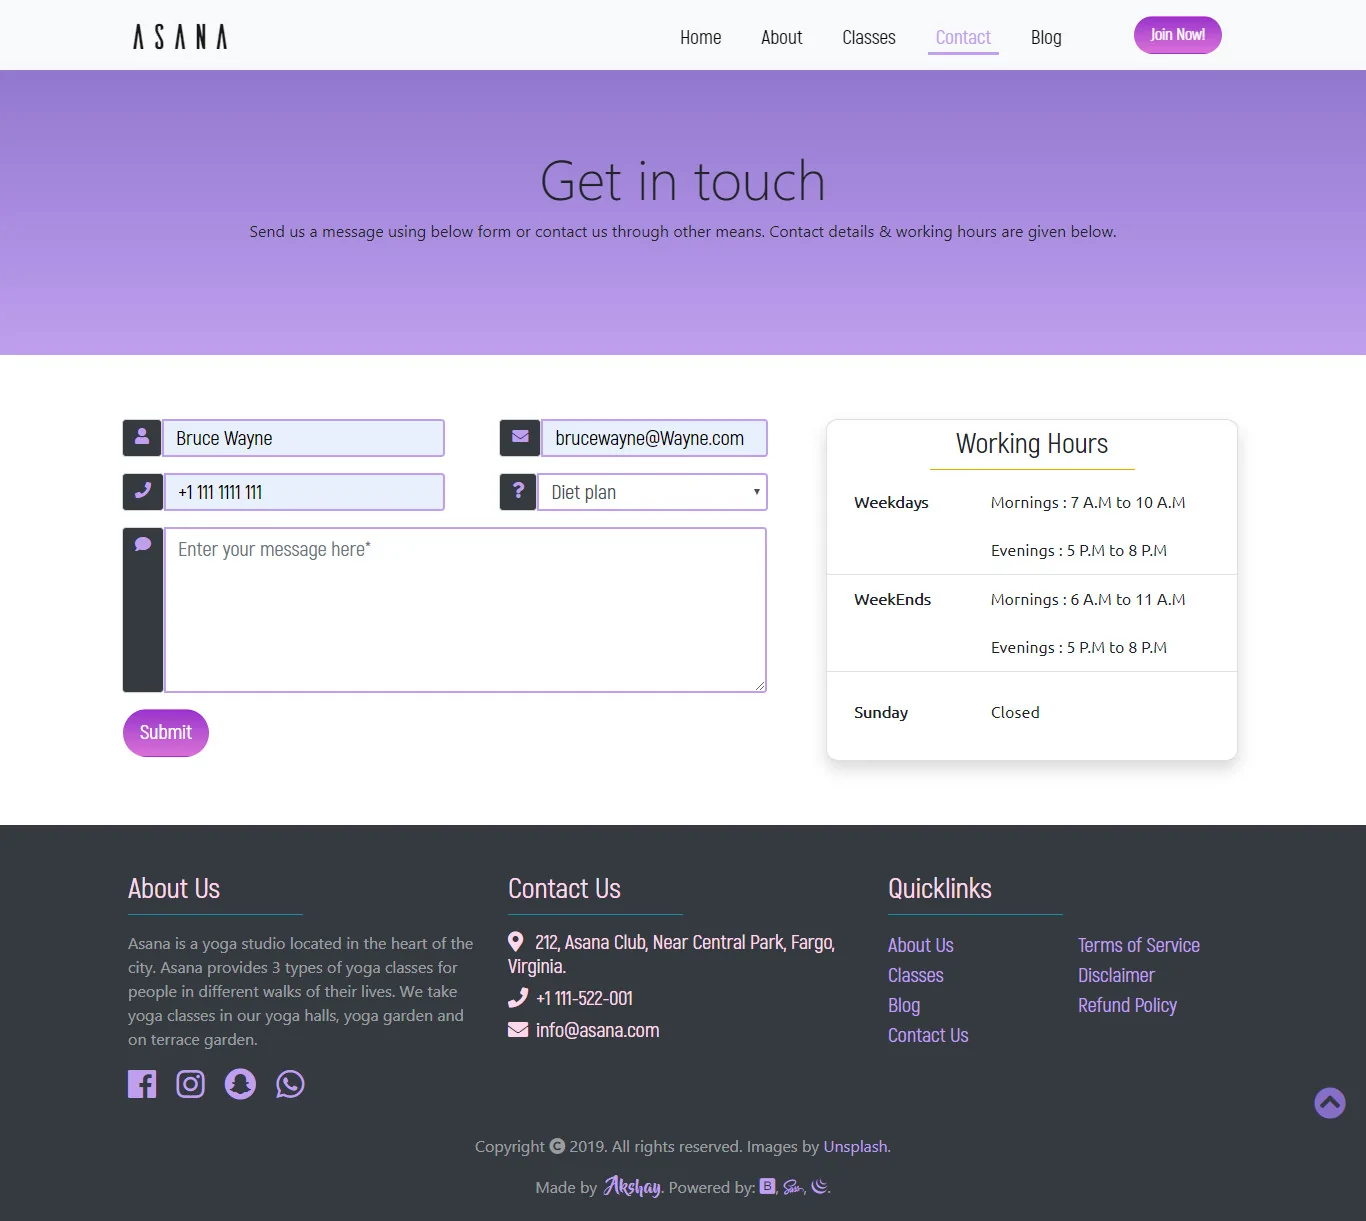 ASANA
Home About Classes Contact Blog Join Now!
Get in touch
Send us a message using below form or contact us through other means. Contact details & working hours are given below.
Bruce Wayne
brucewayne@Wayne.com
+1 111 1111 111
Diet plan
Enter your message here*
Submit
Working Hours
Weekdays Mornings : 7 A.M to 10 A.M
Evenings : 5 P.M to 8 P.M
WeekEnds Mornings : 6 A.M to 11 A.M
Evenings : 5 P.M to 8 P.M
Sunday Closed
About Us
Asana is a yoga studio located in the heart of the
city. Asana provides 3 types of yoga classes for
people in different walks of their lives. We take
yoga classes in our yoga halls, yoga garden and
on terrace garden.
Contact Us
212, Asana Club, Near Central Park, Fargo,
Virginia.
+1 111-522-001
info@asana.com
Quicklinks
About Us
Classes
Blog
Contact Us
Terms of Service
Disclaimer
Refund Policy
Copyright © 2019. All rights reserved. Images by Unsplash.
Made by Akshay. Powered by: B, Sass, .